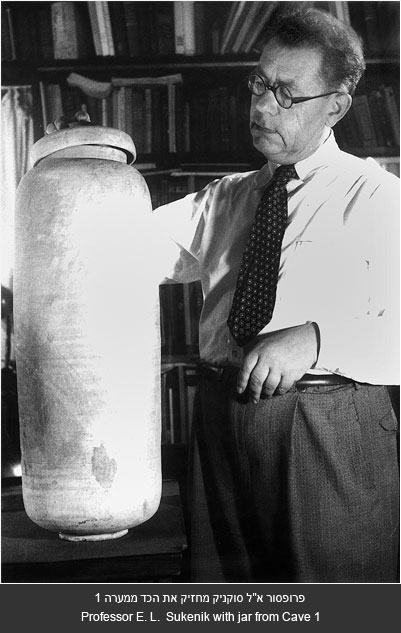 פרופסור א"ל סוקניק מחזיק את הכד ממערה 1
Professor E. L. Sukenik with jar from Cave 1